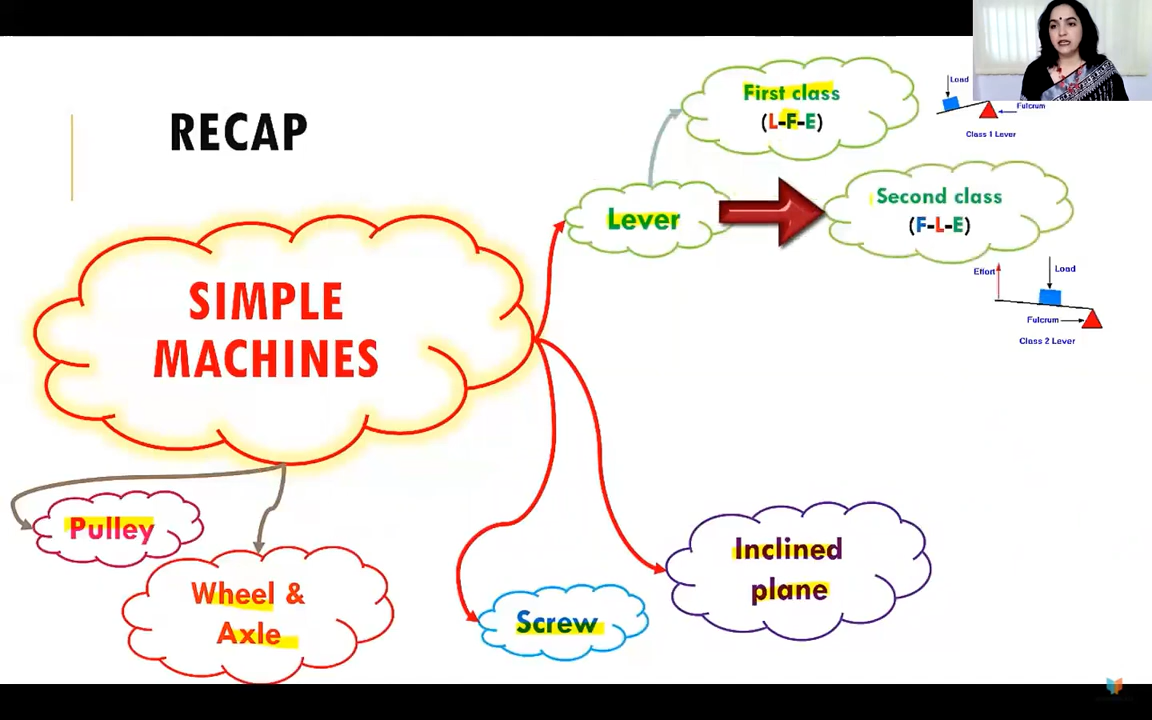 RECAP
SIMPLE
MACHINES
Lever
First class
(L-F-E)
Load
Fulcrum
Class 1 Lever
Second class
(F-L-E)
Effort
Load
Fulcrum
Class 2 Lever
Pulley
Wheel &
Axle
Screw
Inclined
plane